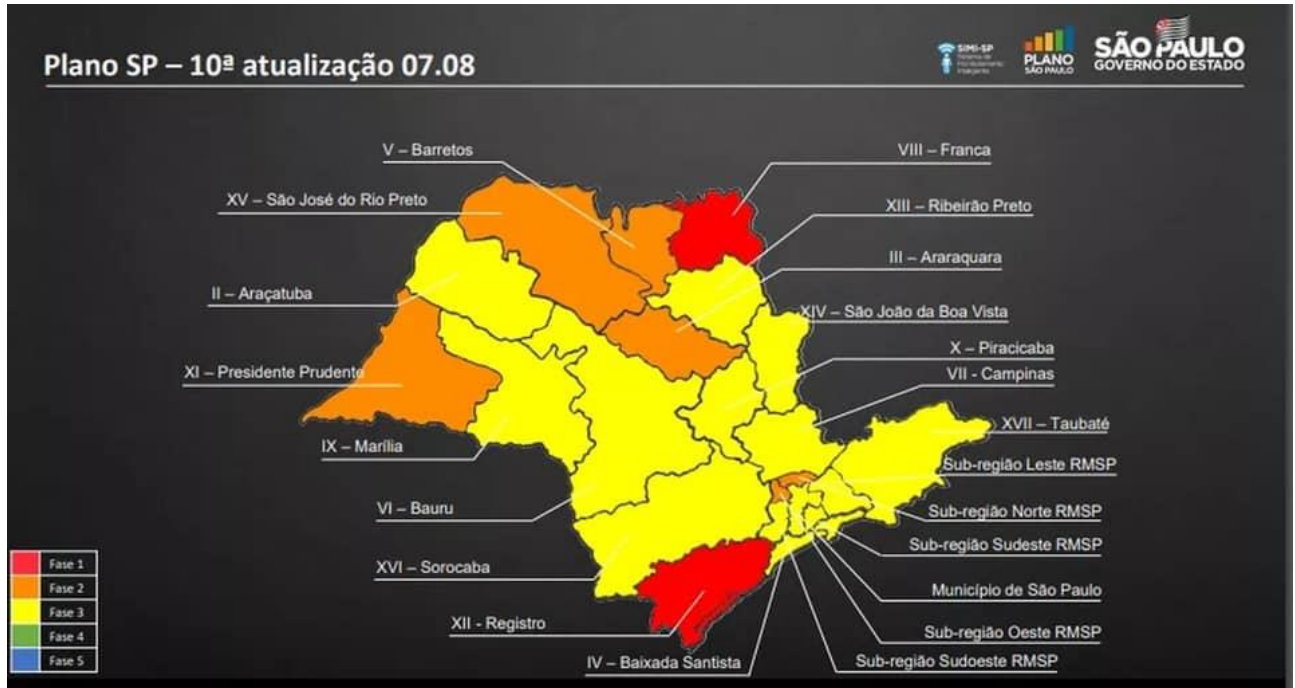 Plano SP – 10ª atualização 07.08
SIMI-SP
PLANO
SÃO PAULO
SÃO PAULO
GOVERNO DO ESTADO
V – Barretos
VIII – Franca
XV – São José do Rio Preto
XIII – Ribeirão Preto
III – Araraquara
II – Araçatuba
XIV – São João da Boa Vista
X – Piracicaba
XI – Presidente Prudente
VII - Campinas
XVII – Taubaté
IX – Marília
Sub-região Leste RMSP
VI – Bauru
Sub-região Norte RMSP
Sub-região Sudeste RMSP
XVI – Sorocaba
Município de São Paulo
XII - Registro
Sub-região Oeste RMSP
IV – Baixada Santista
Sub-região Sudoeste RMSP
Fase 1
Fase 2
Fase 3
Fase 4
Fase 5